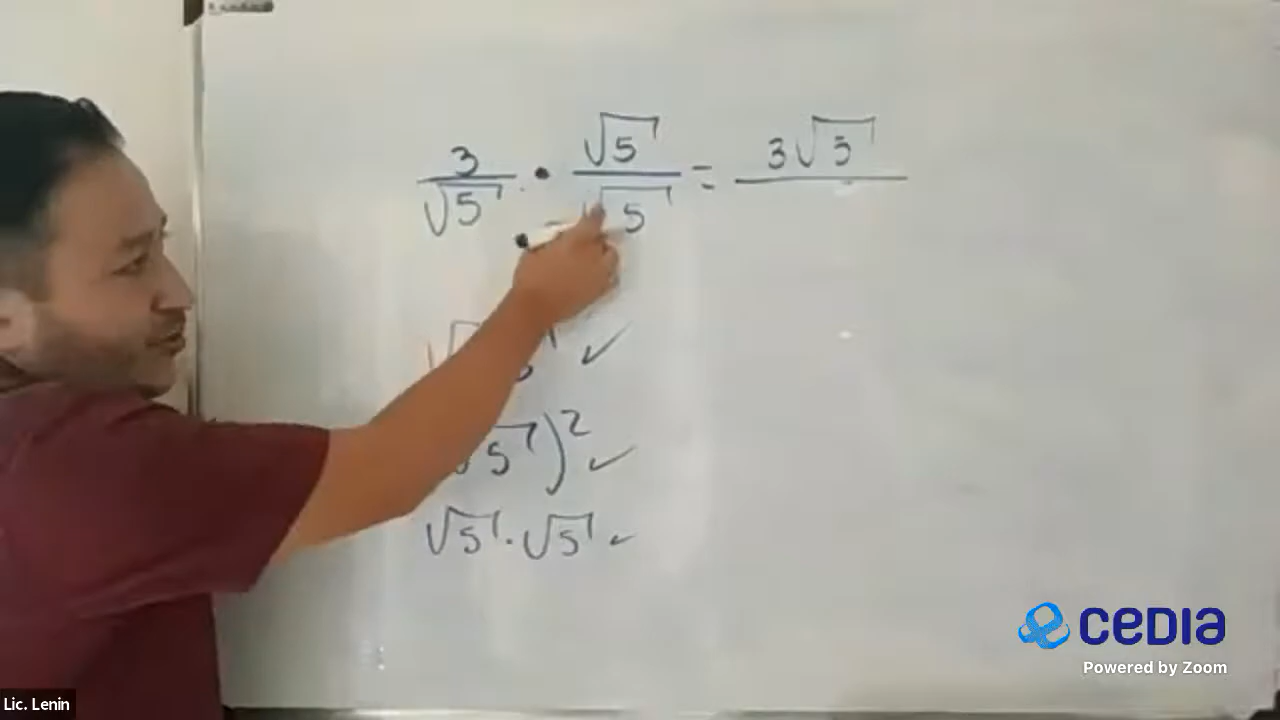 3/√5 · √5/√5 = 3√5
√5)² ✓
√5 · √5 ✓
cedia
Powered by Zoom
Lic. Lenin